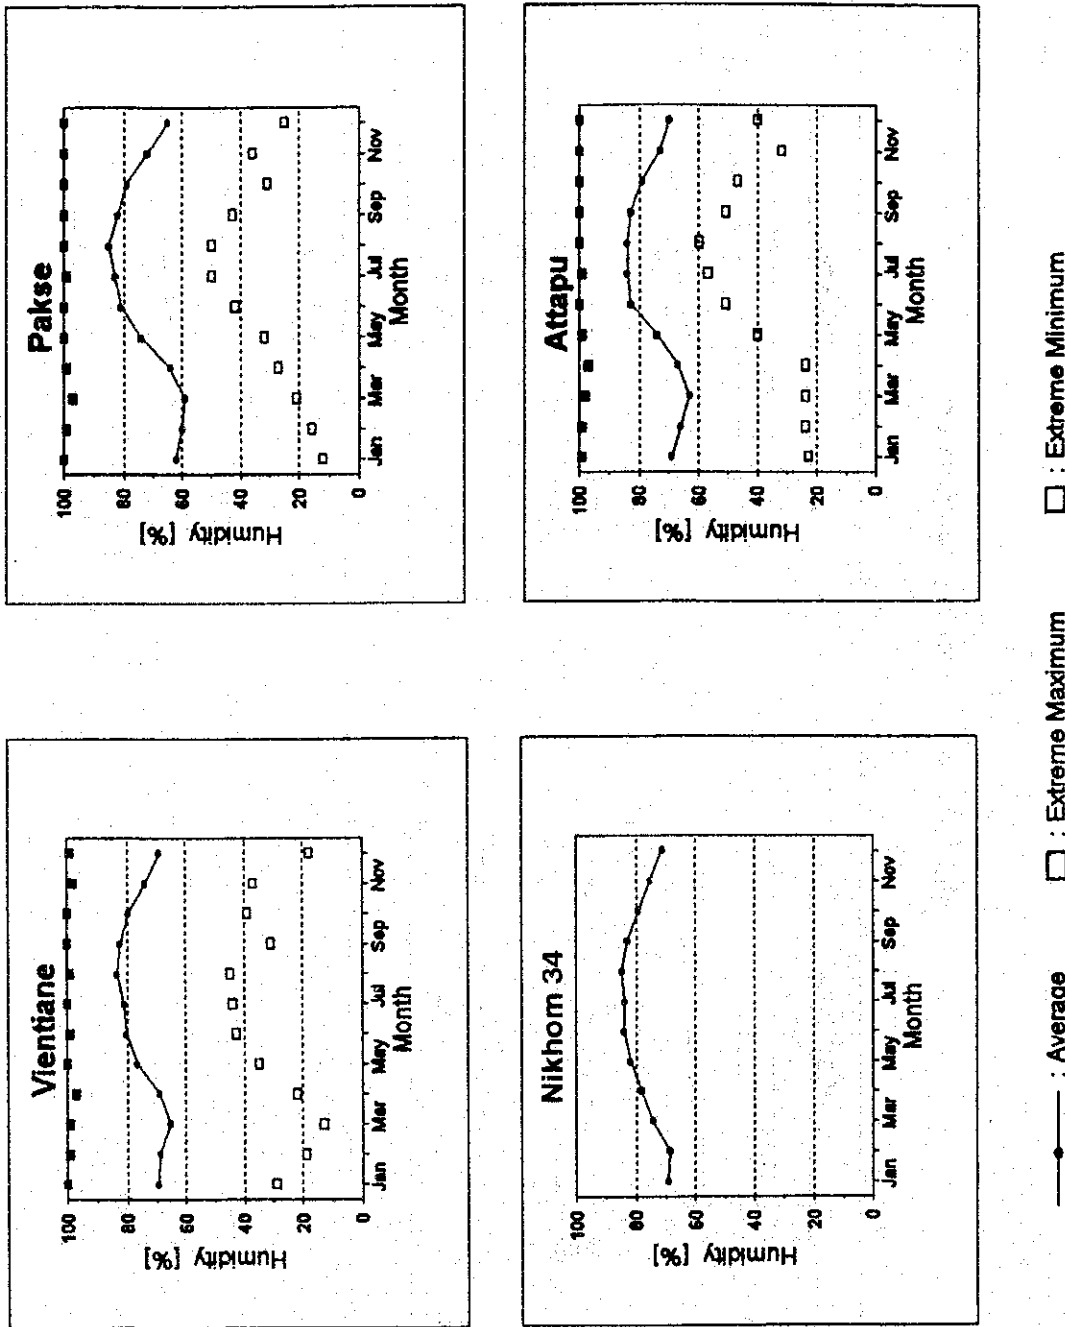 Vientiane
Humidity [%]
100
80
60
40
20
0
Jan Mar May Jul Sep Nov
Month
Pakse
Humidity [%]
100
80
60
40
20
0
Jan Mar May Jul Sep Nov
Month
Nikhom 34
Humidity [%]
100
80
60
40
20
0
Jan Mar May Jul Sep Nov
Month
Attapu
Humidity [%]
100
80
60
40
20
0
Jan Mar May Jul Sep Nov
Month
: Average : Extreme Maximum : Extreme Minimum